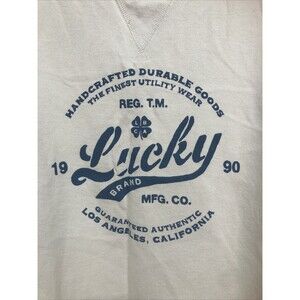 HANDCRAFTED DURABLE GOODS
THE FINEST UTILITY WEAR
REG. T.M.
L B
C A
19 Lucky 90
BRAND
MFG. CO.
GUARANTEED AUTHENTIC
LOS ANGELES, CALIFORNIA